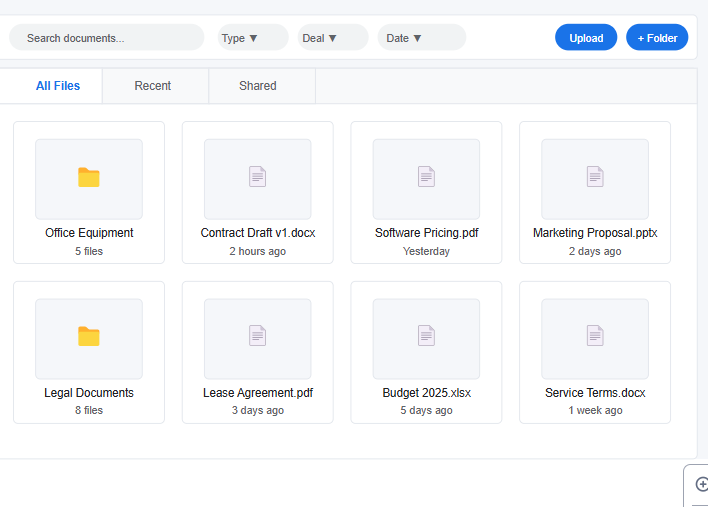 Search documents...
Type ▼
Deal ▼
Date ▼
Upload
+ Folder
All Files
Recent
Shared
Office Equipment
5 files
Contract Draft v1.docx
2 hours ago
Software Pricing.pdf
Yesterday
Marketing Proposal.pptx
2 days ago
Legal Documents
8 files
Lease Agreement.pdf
3 days ago
Budget 2025.xlsx
5 days ago
Service Terms.docx
1 week ago